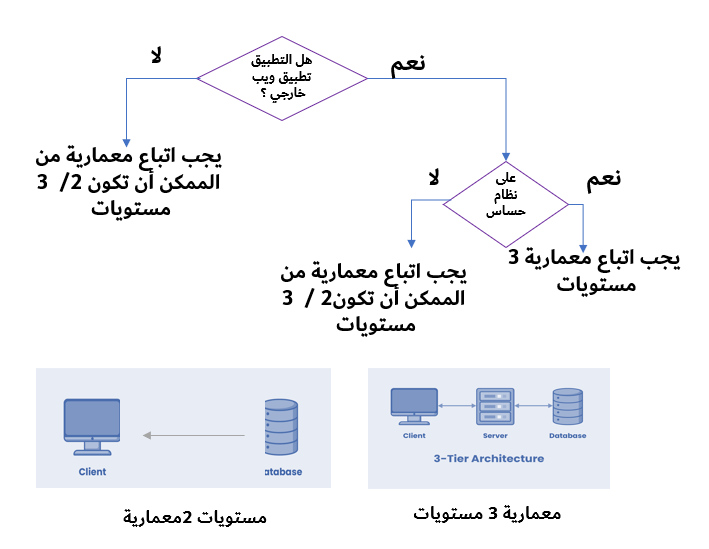 هل التطبيق
تطبيق ويب
خارجي ؟
لا
نعم
يجب اتباع معمارية من
الممكن أن تكون 2/ 3
مستويات
على
نظام
حساس
لا
نعم
يجب اتباع معمارية من
الممكن أن تكون2 / 3
مستويات
يجب اتباع معمارية 3
مستويات
Client
atabase
مستويات 2معمارية
Client
Server
Database
3-Tier Architecture
معمارية 3 مستويات